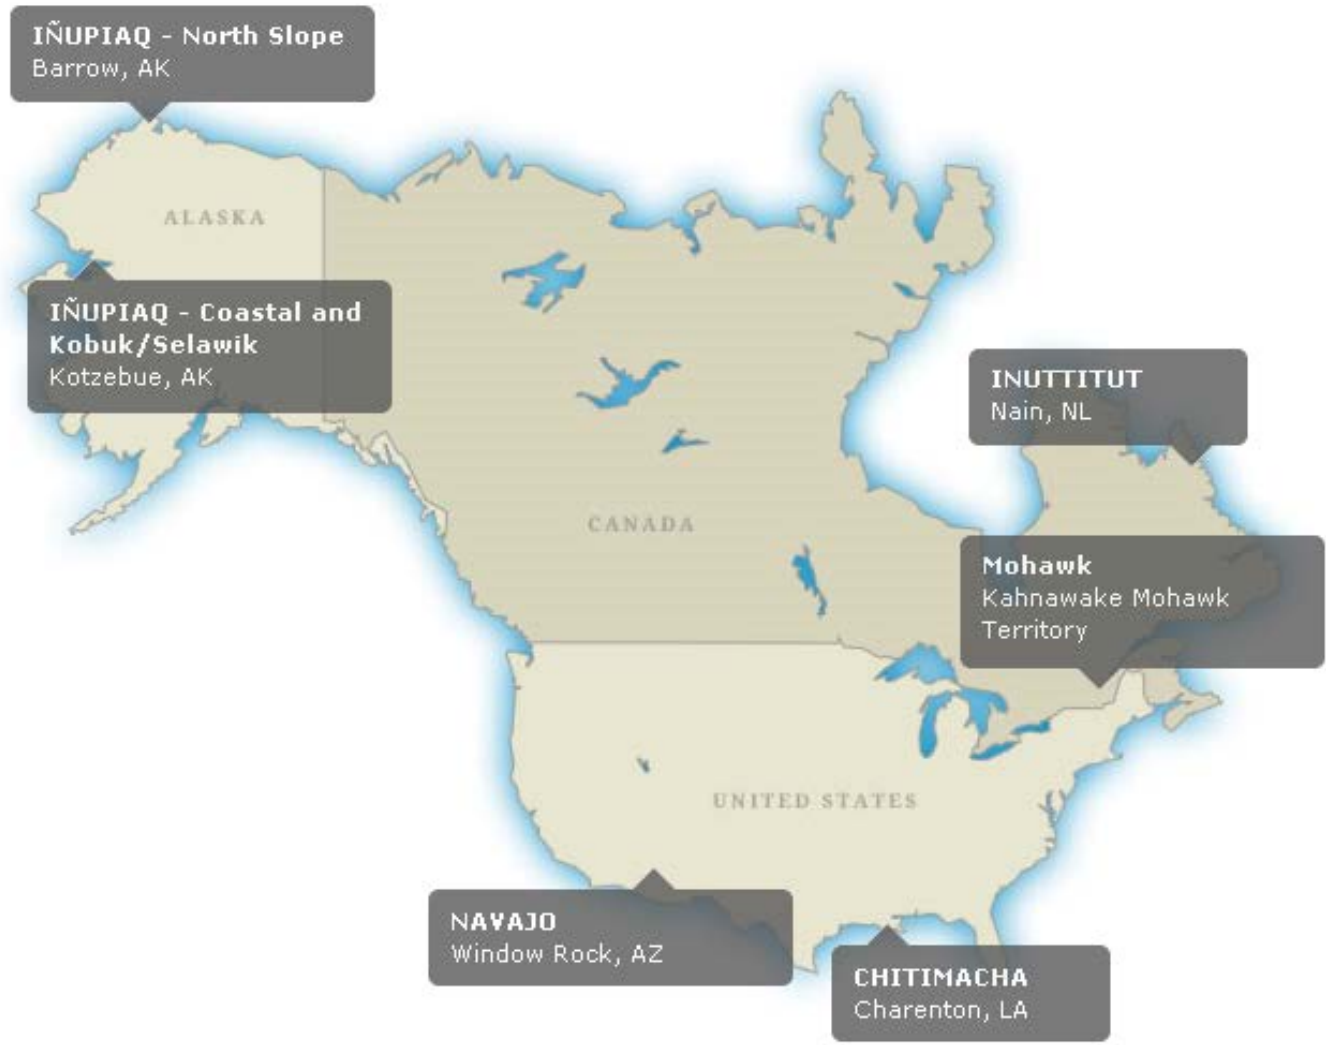 IÑUPIAQ - North Slope
Barrow, AK
ALASKA
IÑUPIAQ - Coastal and
Kobuk/Selawik
Kotzebue, AK
INUTTITUT
Nain, NL
CANADA
Mohawk
Kahnawake Mohawk
Territory
UNITED STATES
NAVAJO
Window Rock, AZ
CHITIMACHA
Charenton, LA